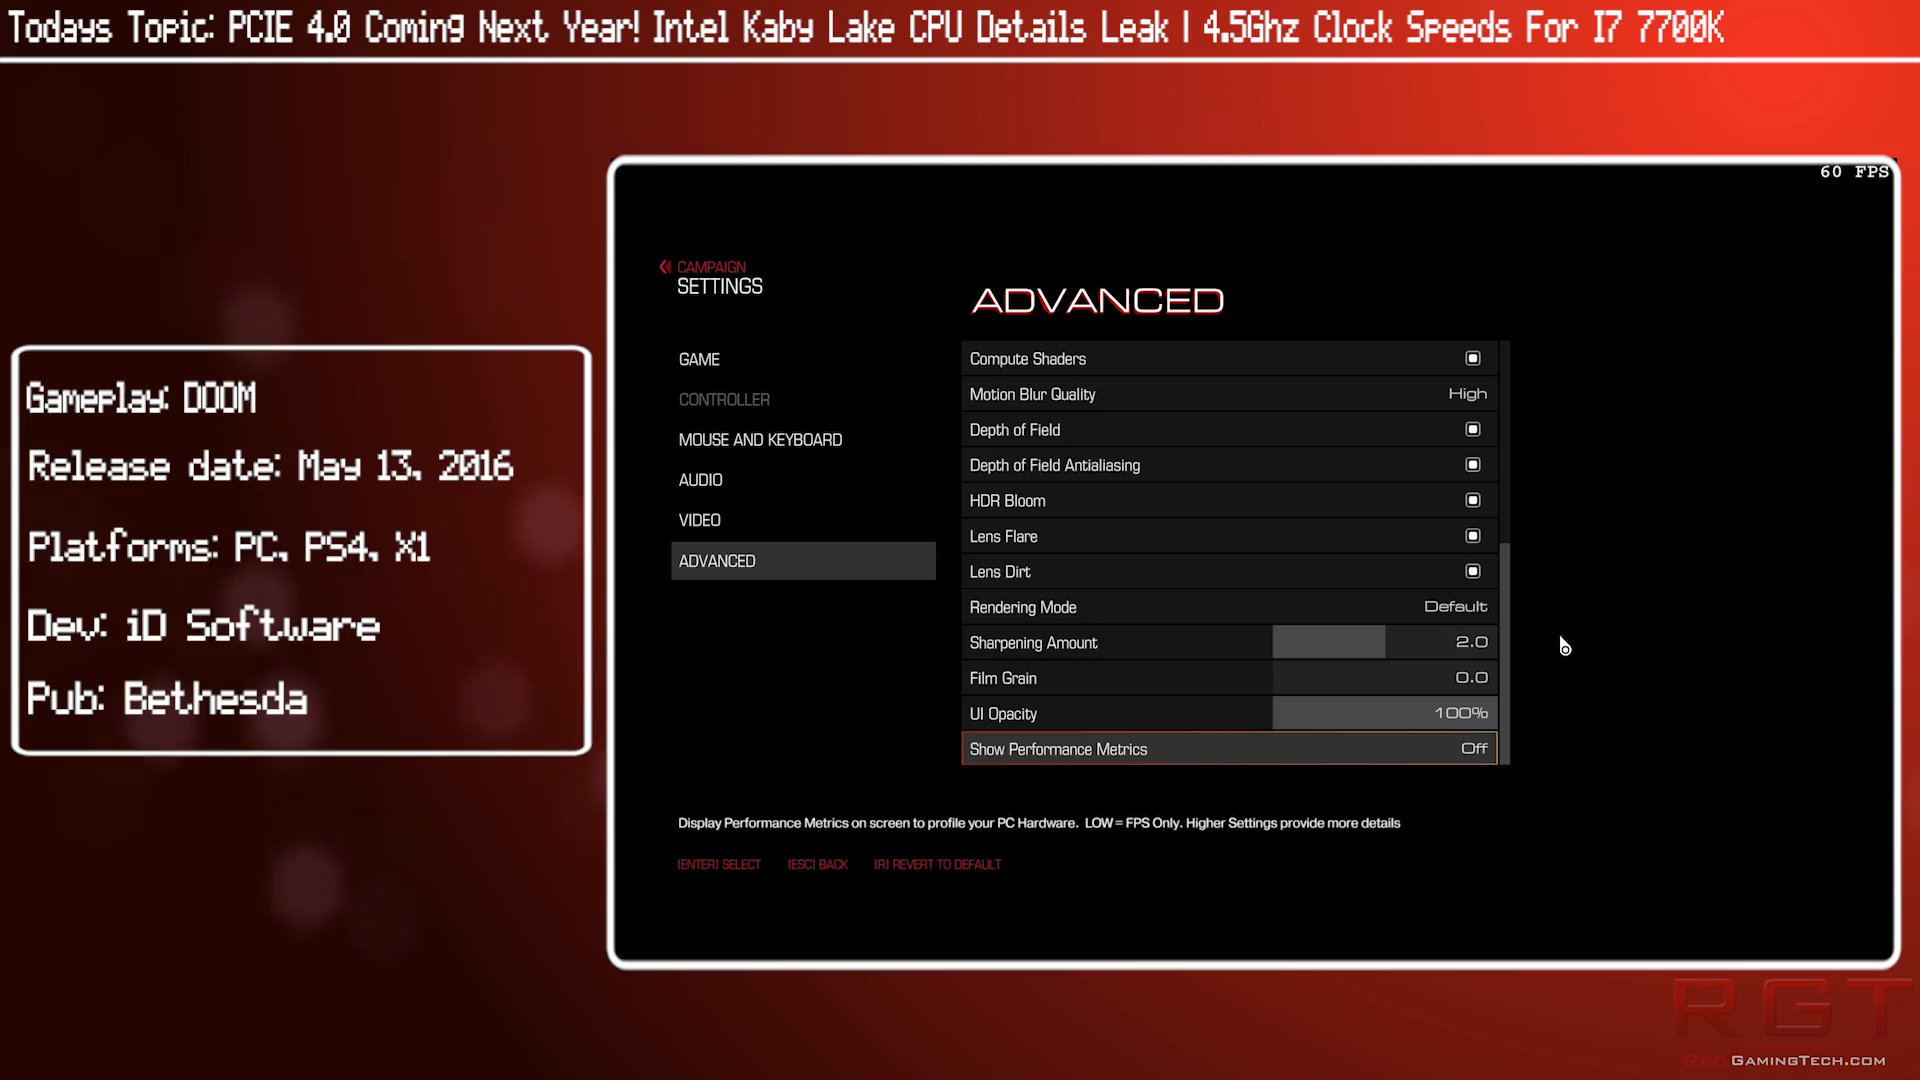 Todays Topic: PCIE 4.0 Coming Next Year! Intel Kaby Lake CPU Details Leak | 4.5Ghz Clock Speeds For I7 7700K
60 FPS
CAMPAIGN
SETTINGS
ADVANCED
GAME
CONTROLLER
MOUSE AND KEYBOARD
AUDIO
VIDEO
ADVANCED
Compute Shaders
Motion Blur Quality High
Depth of Field
Depth of Field Antialiasing
HDR Bloom
Lens Flare
Lens Dirt
Rendering Mode Default
Sharpening Amount 2.0
Film Grain 0.0
UI Opacity 100%
Show Performance Metrics Off
Display Performance Metrics on screen to profile your PC Hardware. LOW = FPS Only. Higher Settings provide more details
[ENTER] SELECT [ESC] BACK [R] REVERT TO DEFAULT
Gameplay: DOOM
Release date: May 13, 2016
Platforms: PC, PS4, X1
Dev: iD Software
Pub: Bethesda
RGT
REDGAMINGTECH.COM